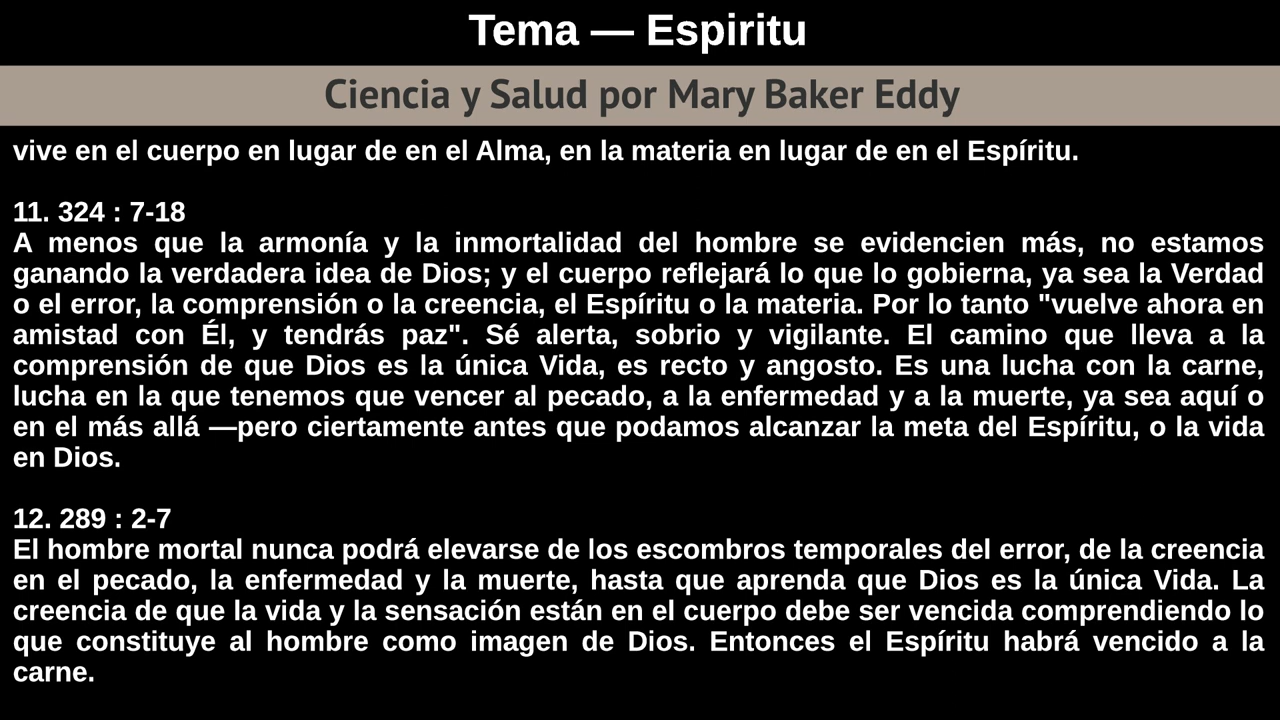 Tema — Espiritu
Ciencia y Salud por Mary Baker Eddy
vive en el cuerpo en lugar de en el Alma, en la materia en lugar de en el Espíritu.
11. 324 : 7-18
A menos que la armonía y la inmortalidad del hombre se evidencien más, no estamos
ganando la verdadera idea de Dios; y el cuerpo reflejará lo que lo gobierna, ya sea la Verdad
o el error, la comprensión o la creencia, el Espíritu o la materia. Por lo tanto "vuelve ahora en
amistad con Él, y tendrás paz". Sé alerta, sobrio y vigilante. El camino que lleva a la
comprensión de que Dios es la única Vida, es recto y angosto. Es una lucha con la carne,
lucha en la que tenemos que vencer al pecado, a la enfermedad y a la muerte, ya sea aquí o
en el más allá —pero ciertamente antes que podamos alcanzar la meta del Espíritu, o la vida
en Dios.
12. 289 : 2-7
El hombre mortal nunca podrá elevarse de los escombros temporales del error, de la creencia
en el pecado, la enfermedad y la muerte, hasta que aprenda que Dios es la única Vida. La
creencia de que la vida y la sensación están en el cuerpo debe ser vencida comprendiendo lo
que constituye al hombre como imagen de Dios. Entonces el Espíritu habrá vencido a la
carne.